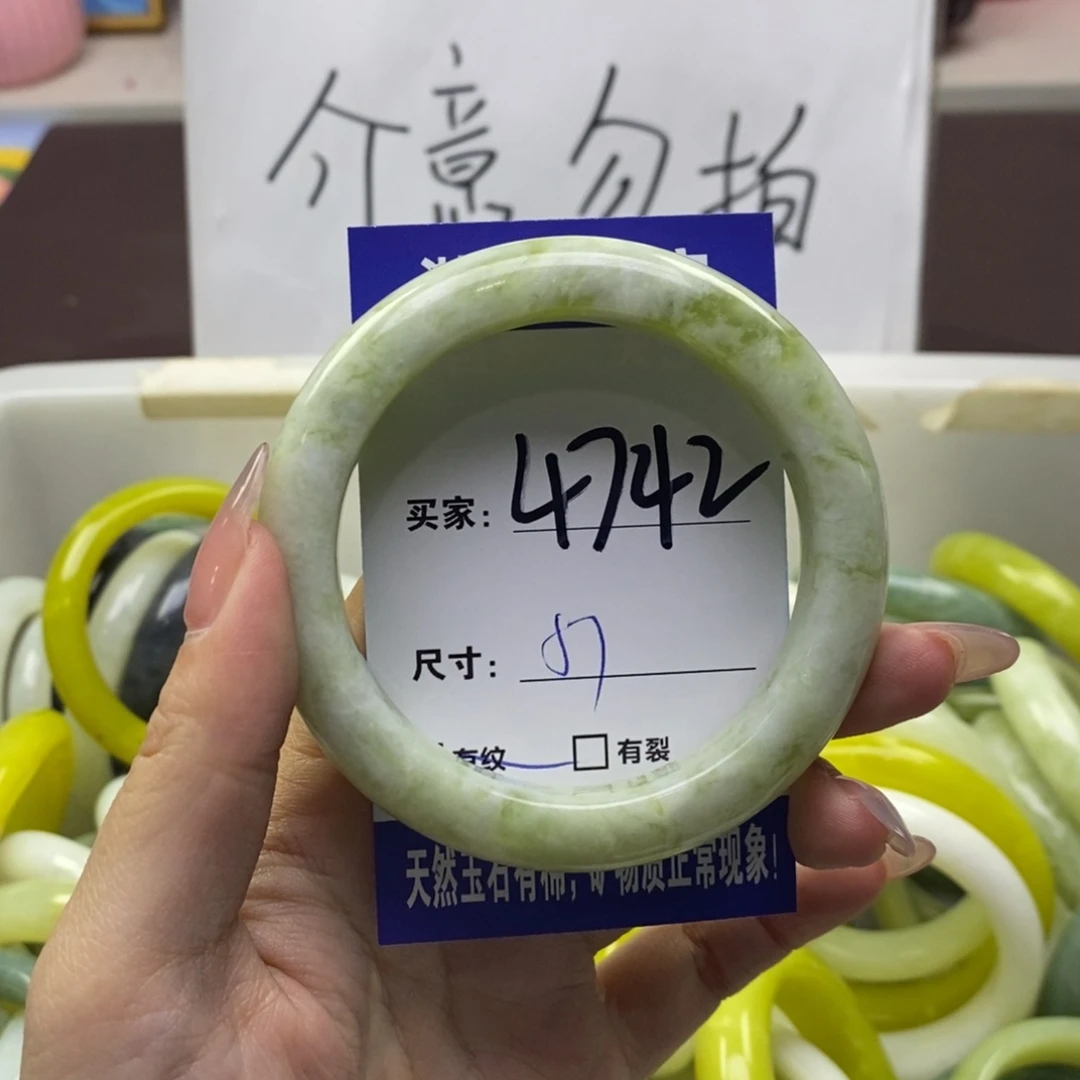 介意勿拍
买家: 4742
尺寸: 57
有纹 有裂
天然玉石有棉,矿物质正常现象!